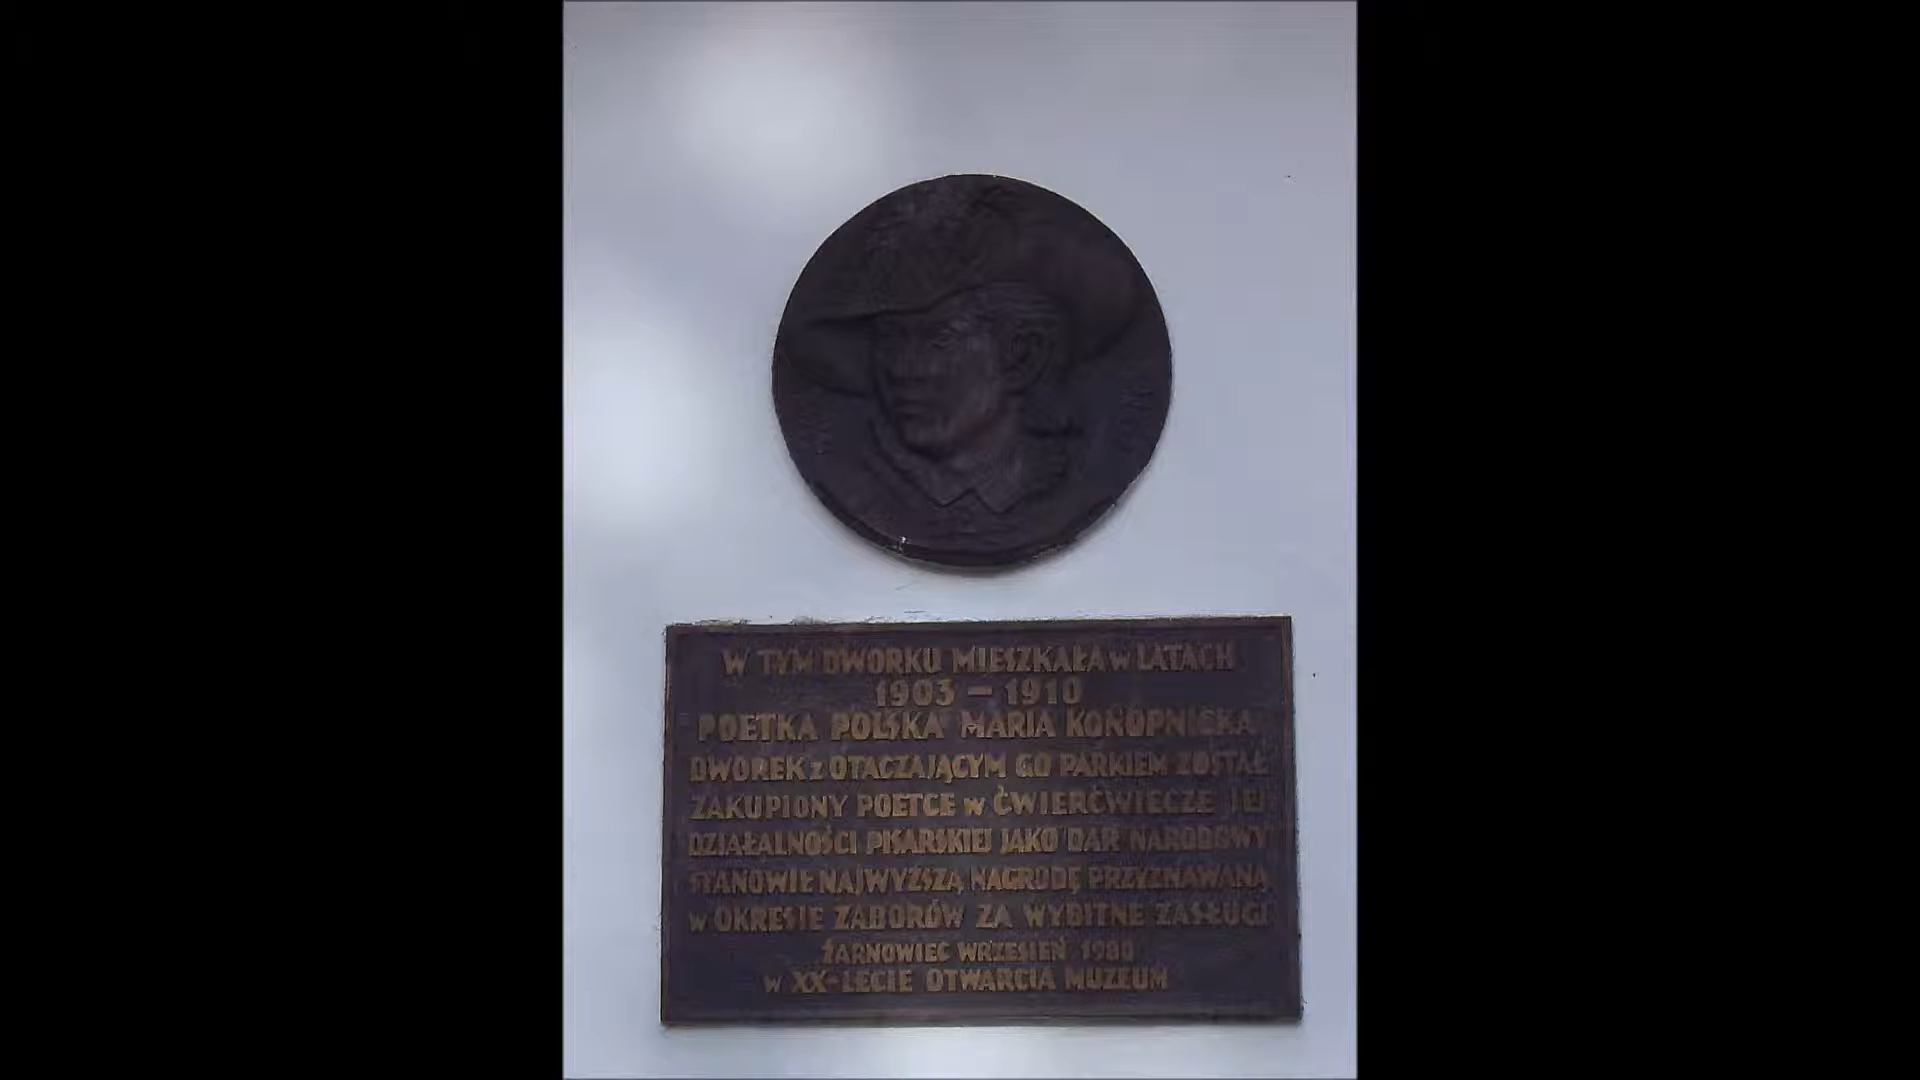 W TYM DWORKU MIESZKAŁA W LATACH
1903 – 1910
POETKA POLSKA MARIA KONOPNICKA
DWOREK Z OTACZAJĄCYM GO PARKIEM ZOSTAŁ
ZAKUPIONY POETCE W ĆWIERĆWIECZE JEJ
DZIAŁALNOŚCI PISARSKIEJ JAKO DAR NARODOWY
STANOWIŁ NAJWYŻSZĄ NAGRODĘ PRZYZNAWANĄ
W OKRESIE ZABORÓW ZA WYBITNE ZASŁUGI
ŻARNOWIEC WRZESIEŃ 1980
W XX-LECIE OTWARCIA MUZEUM